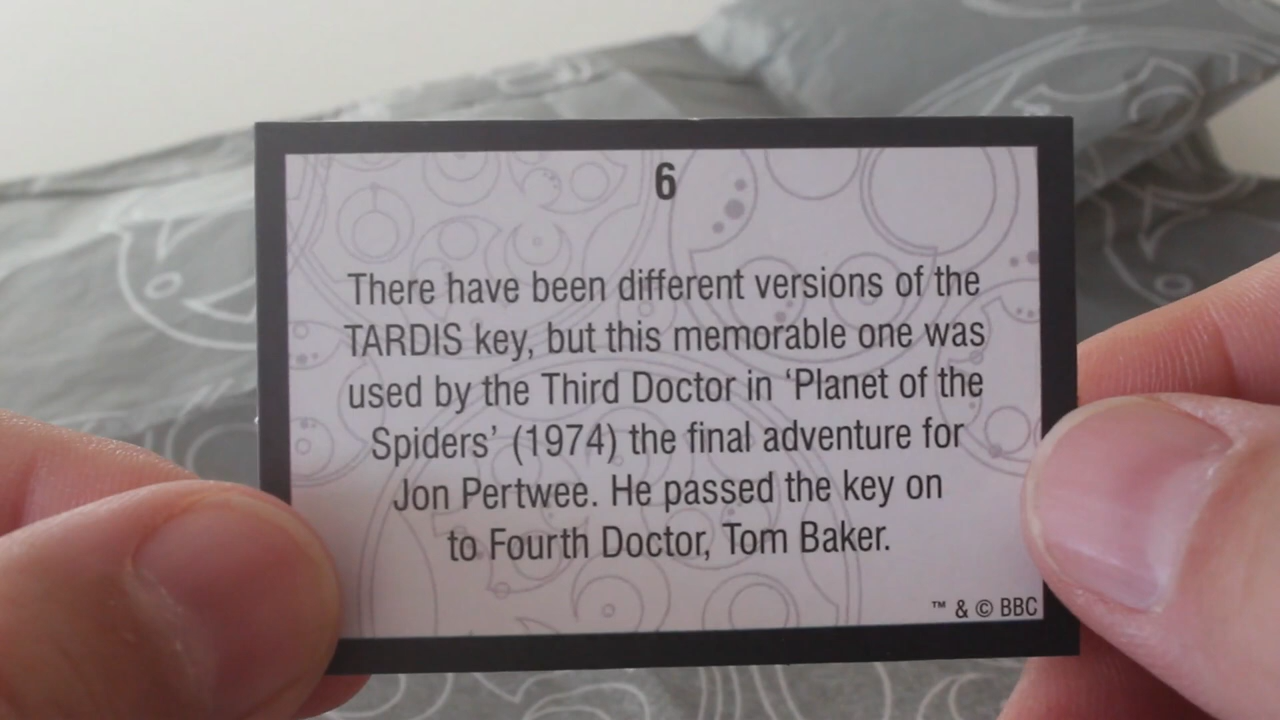 6
There have been different versions of the
TARDIS key, but this memorable one was
used by the Third Doctor in ‘Planet of the
Spiders’ (1974) the final adventure for
Jon Pertwee. He passed the key on
to Fourth Doctor, Tom Baker.
™ & © BBC